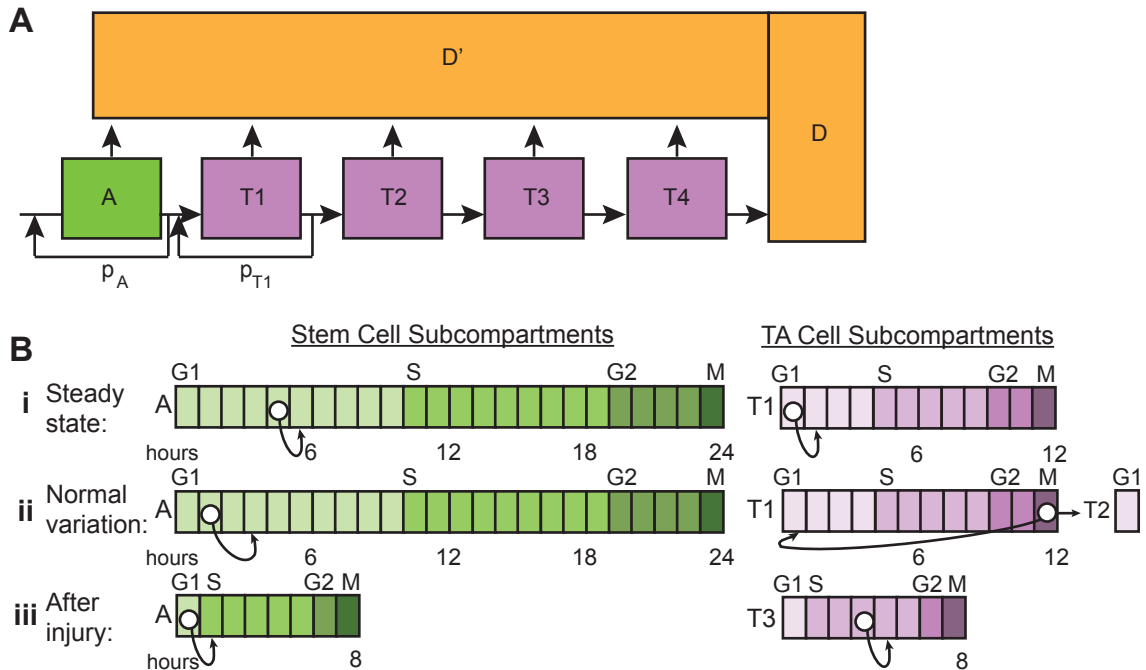 A
D’
D
A T1 T2 T3 T4
pA pT1
B Stem Cell Subcompartments TA Cell Subcompartments
G1 S G2 M G1 S G2 M
i Steady state: A T1
hours 6 12 18 24 6 12
G1 S G2 M G1 S G2 M G1
ii Normal variation: A T1 T2
hours 6 12 18 24 6 12
G1 S G2 M G1 S G2 M
iii After injury: A T3
hours 8 8